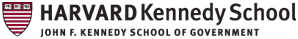 HARVARD Kennedy School
JOHN F. KENNEDY SCHOOL OF GOVERNMENT